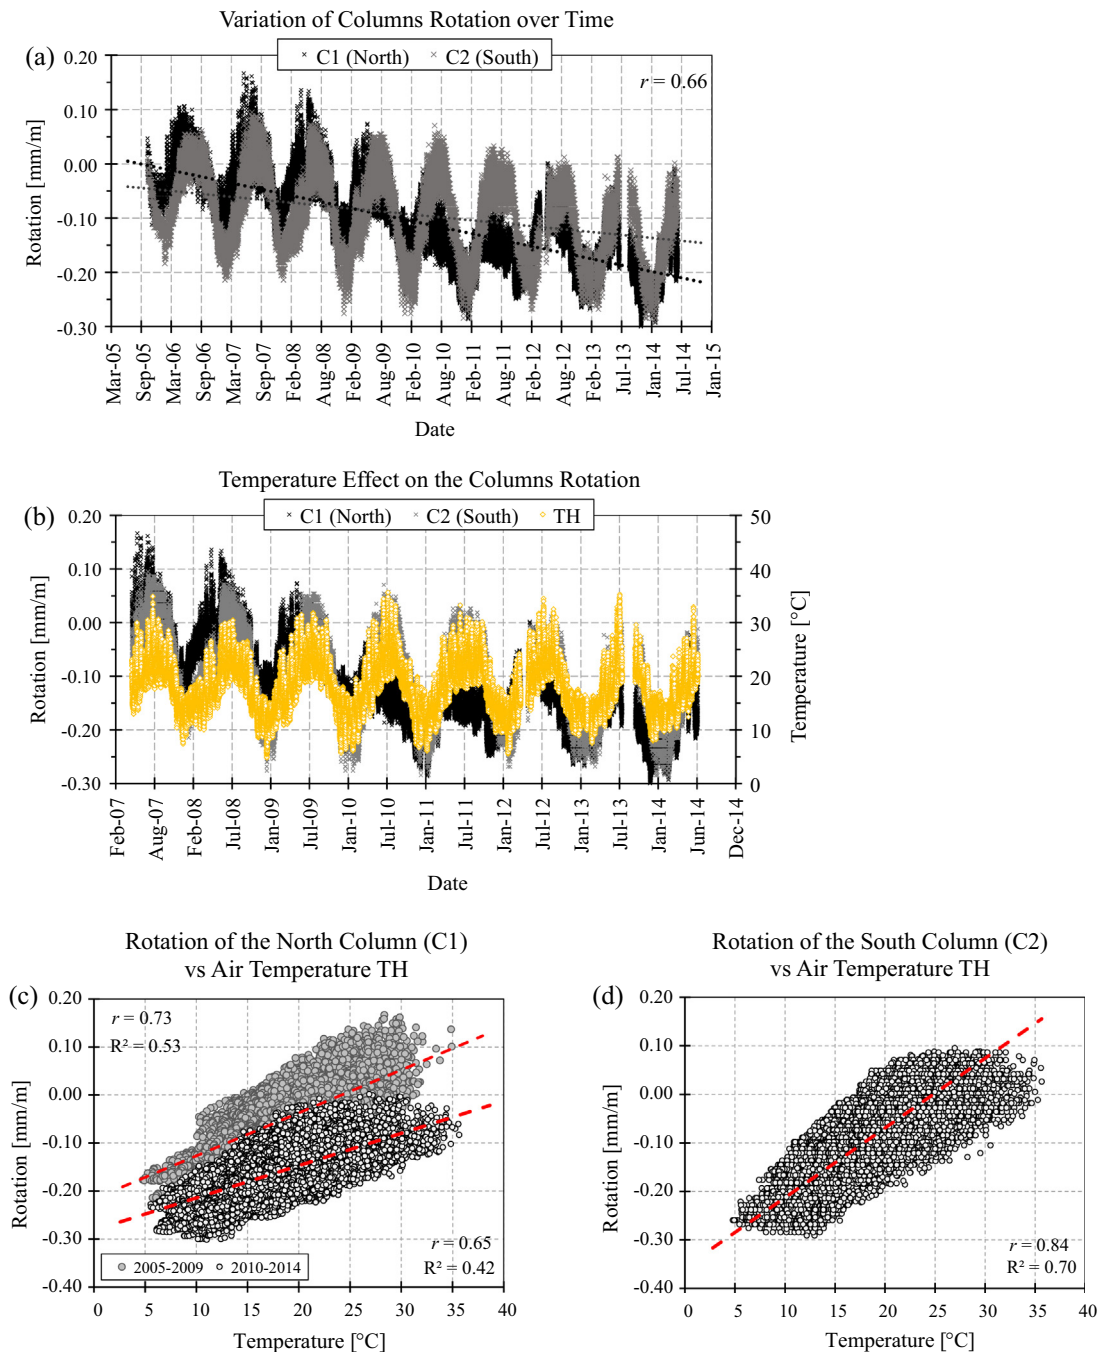 Variation of Columns Rotation over Time
(a)
× C1 (North) × C2 (South)
r = 0.66
Rotation [mm/m]
0.20
0.10
0.00
-0.10
-0.20
-0.30
Mar-05 Sep-05 Mar-06 Sep-06 Mar-07 Sep-07 Feb-08 Aug-08 Feb-09 Aug-09 Feb-10 Aug-10 Feb-11 Aug-11 Feb-12 Aug-12 Feb-13 Jul-13 Jan-14 Jul-14 Jan-15
Date
Temperature Effect on the Columns Rotation
(b)
× C1 (North) × C2 (South) TH
Rotation [mm/m]
0.20
0.10
0.00
-0.10
-0.20
-0.30
50
40
30
20
10
0
Temperature [°C]
Feb-07 Aug-07 Feb-08 Jul-08 Jan-09 Jul-09 Jan-10 Jul-10 Jan-11 Jul-11 Jan-12 Jul-12 Jan-13 Jul-13 Jan-14 Jun-14 Dec-14
Date
Rotation of the North Column (C1)
vs Air Temperature TH
(c)
r = 0.73
R² = 0.53
Rotation [mm/m]
0.20
0.10
0.00
-0.10
-0.20
-0.30
-0.40
r = 0.65
R² = 0.42
2005-2009 2010-2014
0 5 10 15 20 25 30 35 40
Temperature [°C]
Rotation of the South Column (C2)
vs Air Temperature TH
(d)
Rotation [mm/m]
0.20
0.10
0.00
-0.10
-0.20
-0.30
-0.40
r = 0.84
R² = 0.70
0 5 10 15 20 25 30 35 40
Temperature [°C]